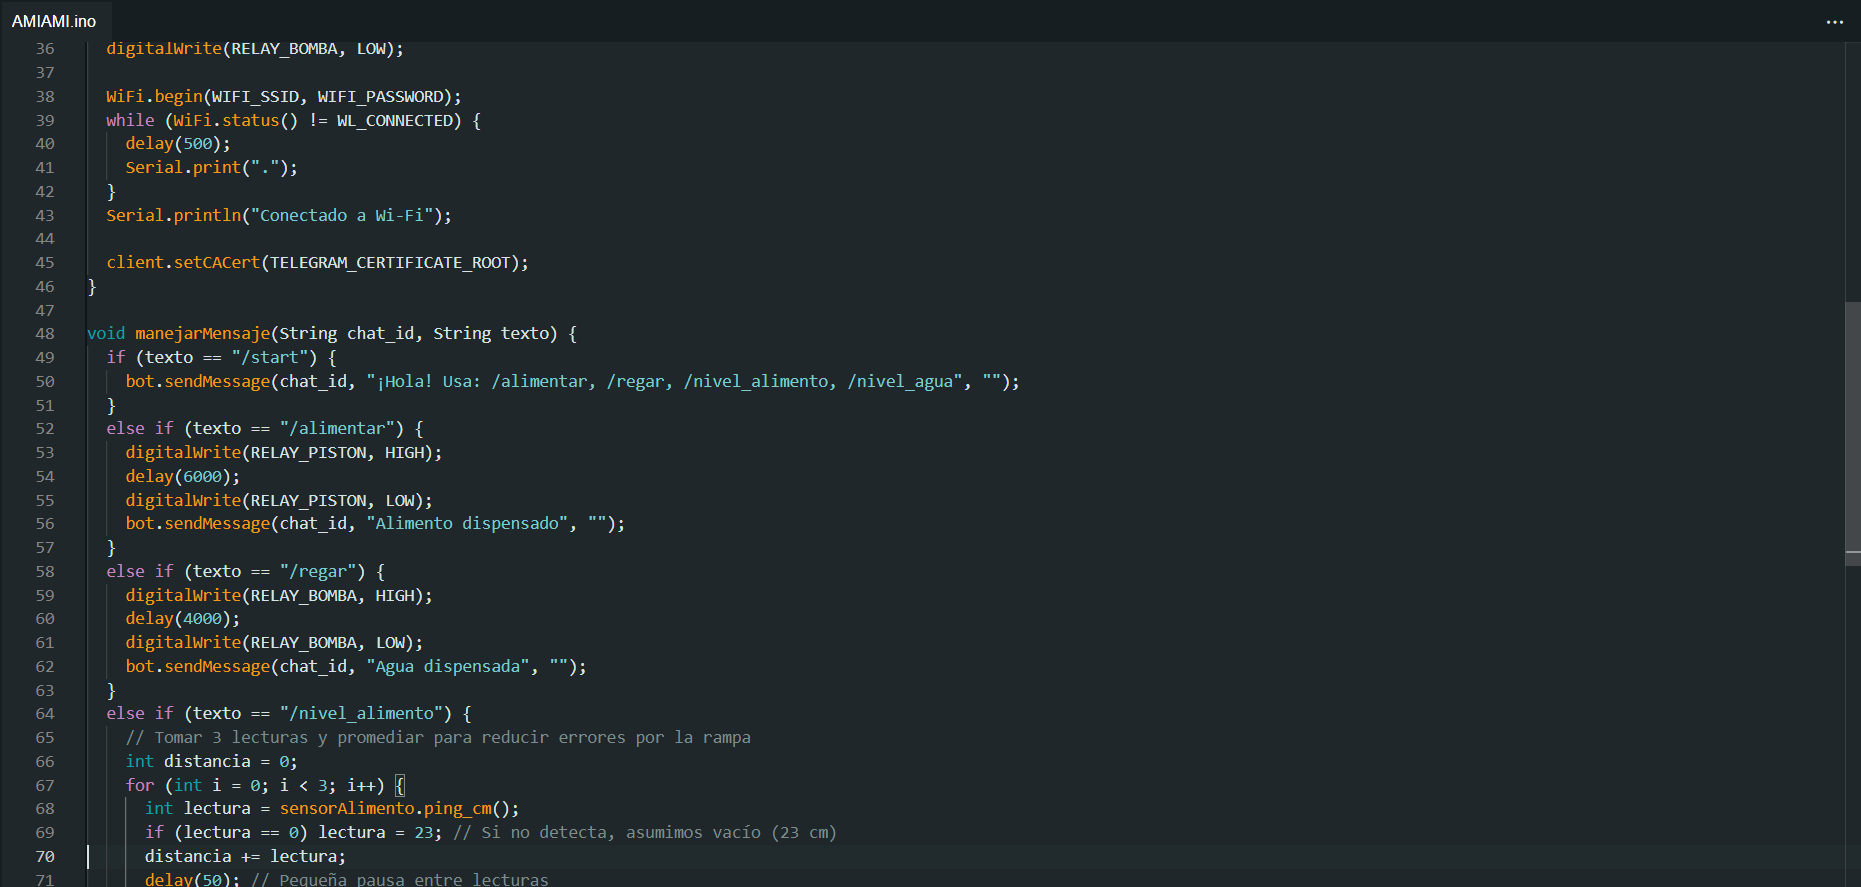 AMIAMI.ino
36 digitalWrite(RELAY_BOMBA, LOW);
37
38 WiFi.begin(WIFI_SSID, WIFI_PASSWORD);
39 while (WiFi.status() != WL_CONNECTED) {
40 delay(500);
41 Serial.print(".");
42 }
43 Serial.println("Conectado a Wi-Fi");
44
45 client.setCACert(TELEGRAM_CERTIFICATE_ROOT);
46 }
47
48 void manejarMensaje(String chat_id, String texto) {
49 if (texto == "/start") {
50 bot.sendMessage(chat_id, "¡Hola! Usa: /alimentar, /regar, /nivel_alimento, /nivel_agua", "");
51 }
52 else if (texto == "/alimentar") {
53 digitalWrite(RELAY_PISTON, HIGH);
54 delay(6000);
55 digitalWrite(RELAY_PISTON, LOW);
56 bot.sendMessage(chat_id, "Alimento dispensado", "");
57 }
58 else if (texto == "/regar") {
59 digitalWrite(RELAY_BOMBA, HIGH);
60 delay(4000);
61 digitalWrite(RELAY_BOMBA, LOW);
62 bot.sendMessage(chat_id, "Agua dispensada", "");
63 }
64 else if (texto == "/nivel_alimento") {
65 // Tomar 3 lecturas y promediar para reducir errores por la rampa
66 int distancia = 0;
67 for (int i = 0; i < 3; i++) {
68 int lectura = sensorAlimento.ping_cm();
69 if (lectura == 0) lectura = 23; // Si no detecta, asumimos vacío (23 cm)
70 distancia += lectura;
71 delay(50); // Pequeña pausa entre lecturas